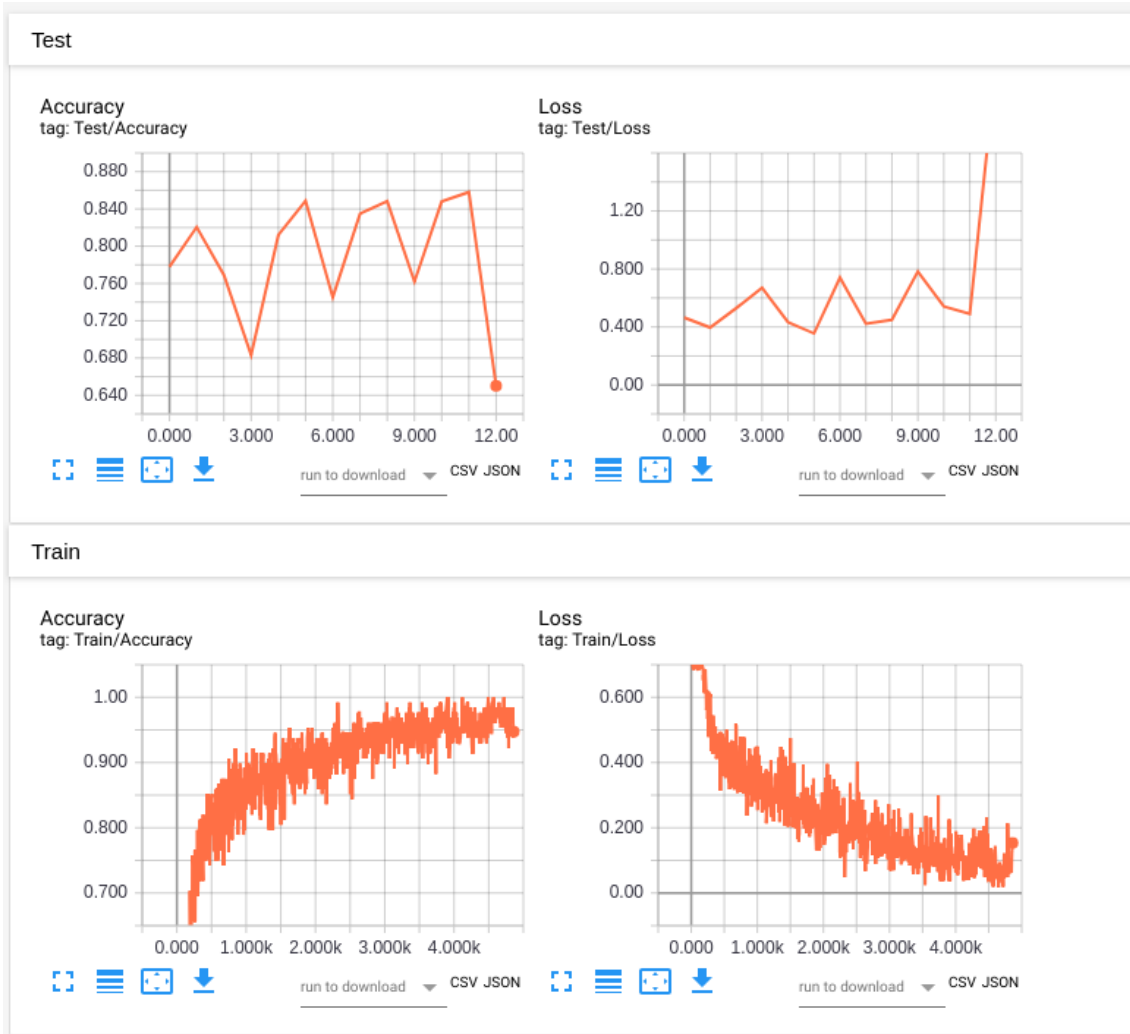 Test
Accuracy
tag: Test/Accuracy
0.880
0.840
0.800
0.760
0.720
0.680
0.640
0.000 3.000 6.000 9.000 12.00
run to download CSV JSON
Loss
tag: Test/Loss
1.20
0.800
0.400
0.00
0.000 3.000 6.000 9.000 12.00
run to download CSV JSON
Train
Accuracy
tag: Train/Accuracy
1.00
0.900
0.800
0.700
0.000 1.000k 2.000k 3.000k 4.000k
run to download CSV JSON
Loss
tag: Train/Loss
0.600
0.400
0.200
0.00
0.000 1.000k 2.000k 3.000k 4.000k
run to download CSV JSON